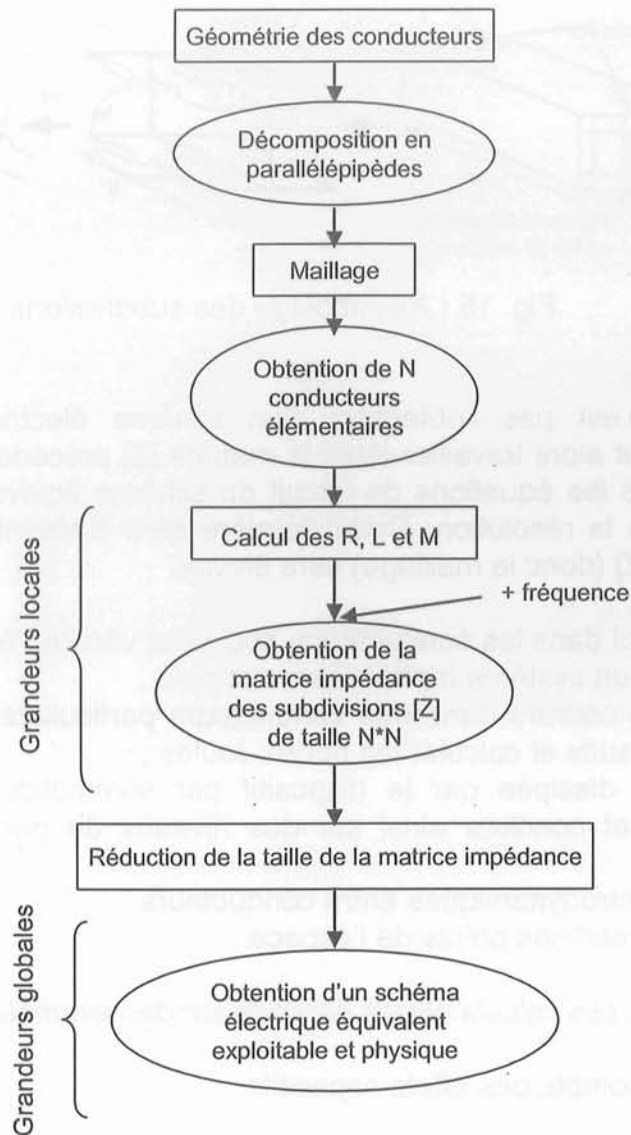 Géométrie des conducteurs
Décomposition en
parallélépipèdes
Maillage
Obtention de N
conducteurs
élémentaires
Grandeurs locales
Calcul des R, L et M
+ fréquence
Obtention de la
matrice impédance
des subdivisions [Z]
de taille N*N
Réduction de la taille de la matrice impédance
Grandeurs globales
Obtention d'un schéma
électrique équivalent
exploitable et physique